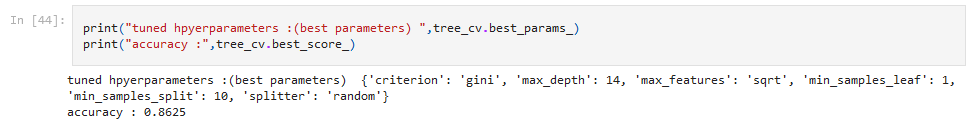 In [44]:
print("tuned hpyerparameters :(best parameters) ",tree_cv.best_params_)
print("accuracy :",tree_cv.best_score_)
tuned hpyerparameters :(best parameters)  {'criterion': 'gini', 'max_depth': 14, 'max_features': 'sqrt', 'min_samples_leaf': 1,
'min_samples_split': 10, 'splitter': 'random'}
accuracy : 0.8625